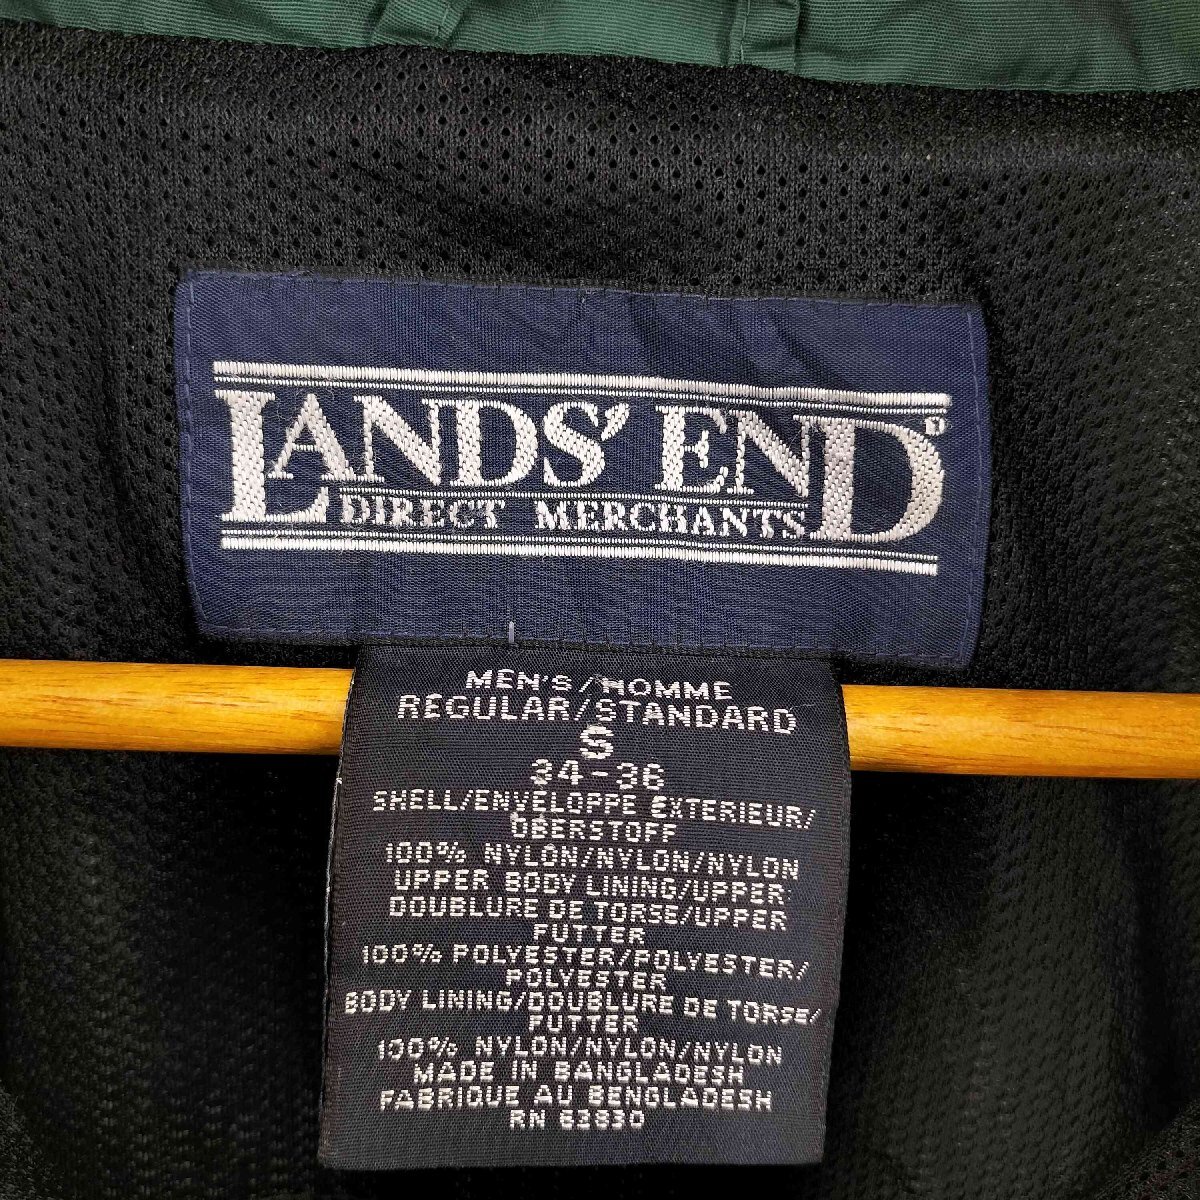 LANDS' END
DIRECT MERCHANTS
MEN'S/HOMME
REGULAR/STANDARD
S
34-36
SHELL/ENVELOPPE EXTERIEUR/
OBERSTOFF
100% NYLON/NYLON/NYLON
UPPER BODY LINING/UPPER
DOUBLURE DE TORSE/UPPER
FUTTER
100% POLYESTER/POLYESTER/
POLYESTER
BODY LINING/DOUBLURE DE TORSE/
FUTTER
100% NYLON/NYLON/NYLON
MADE IN BANGLADESH
FABRIQUE AU BENGLADESH
RN 62830